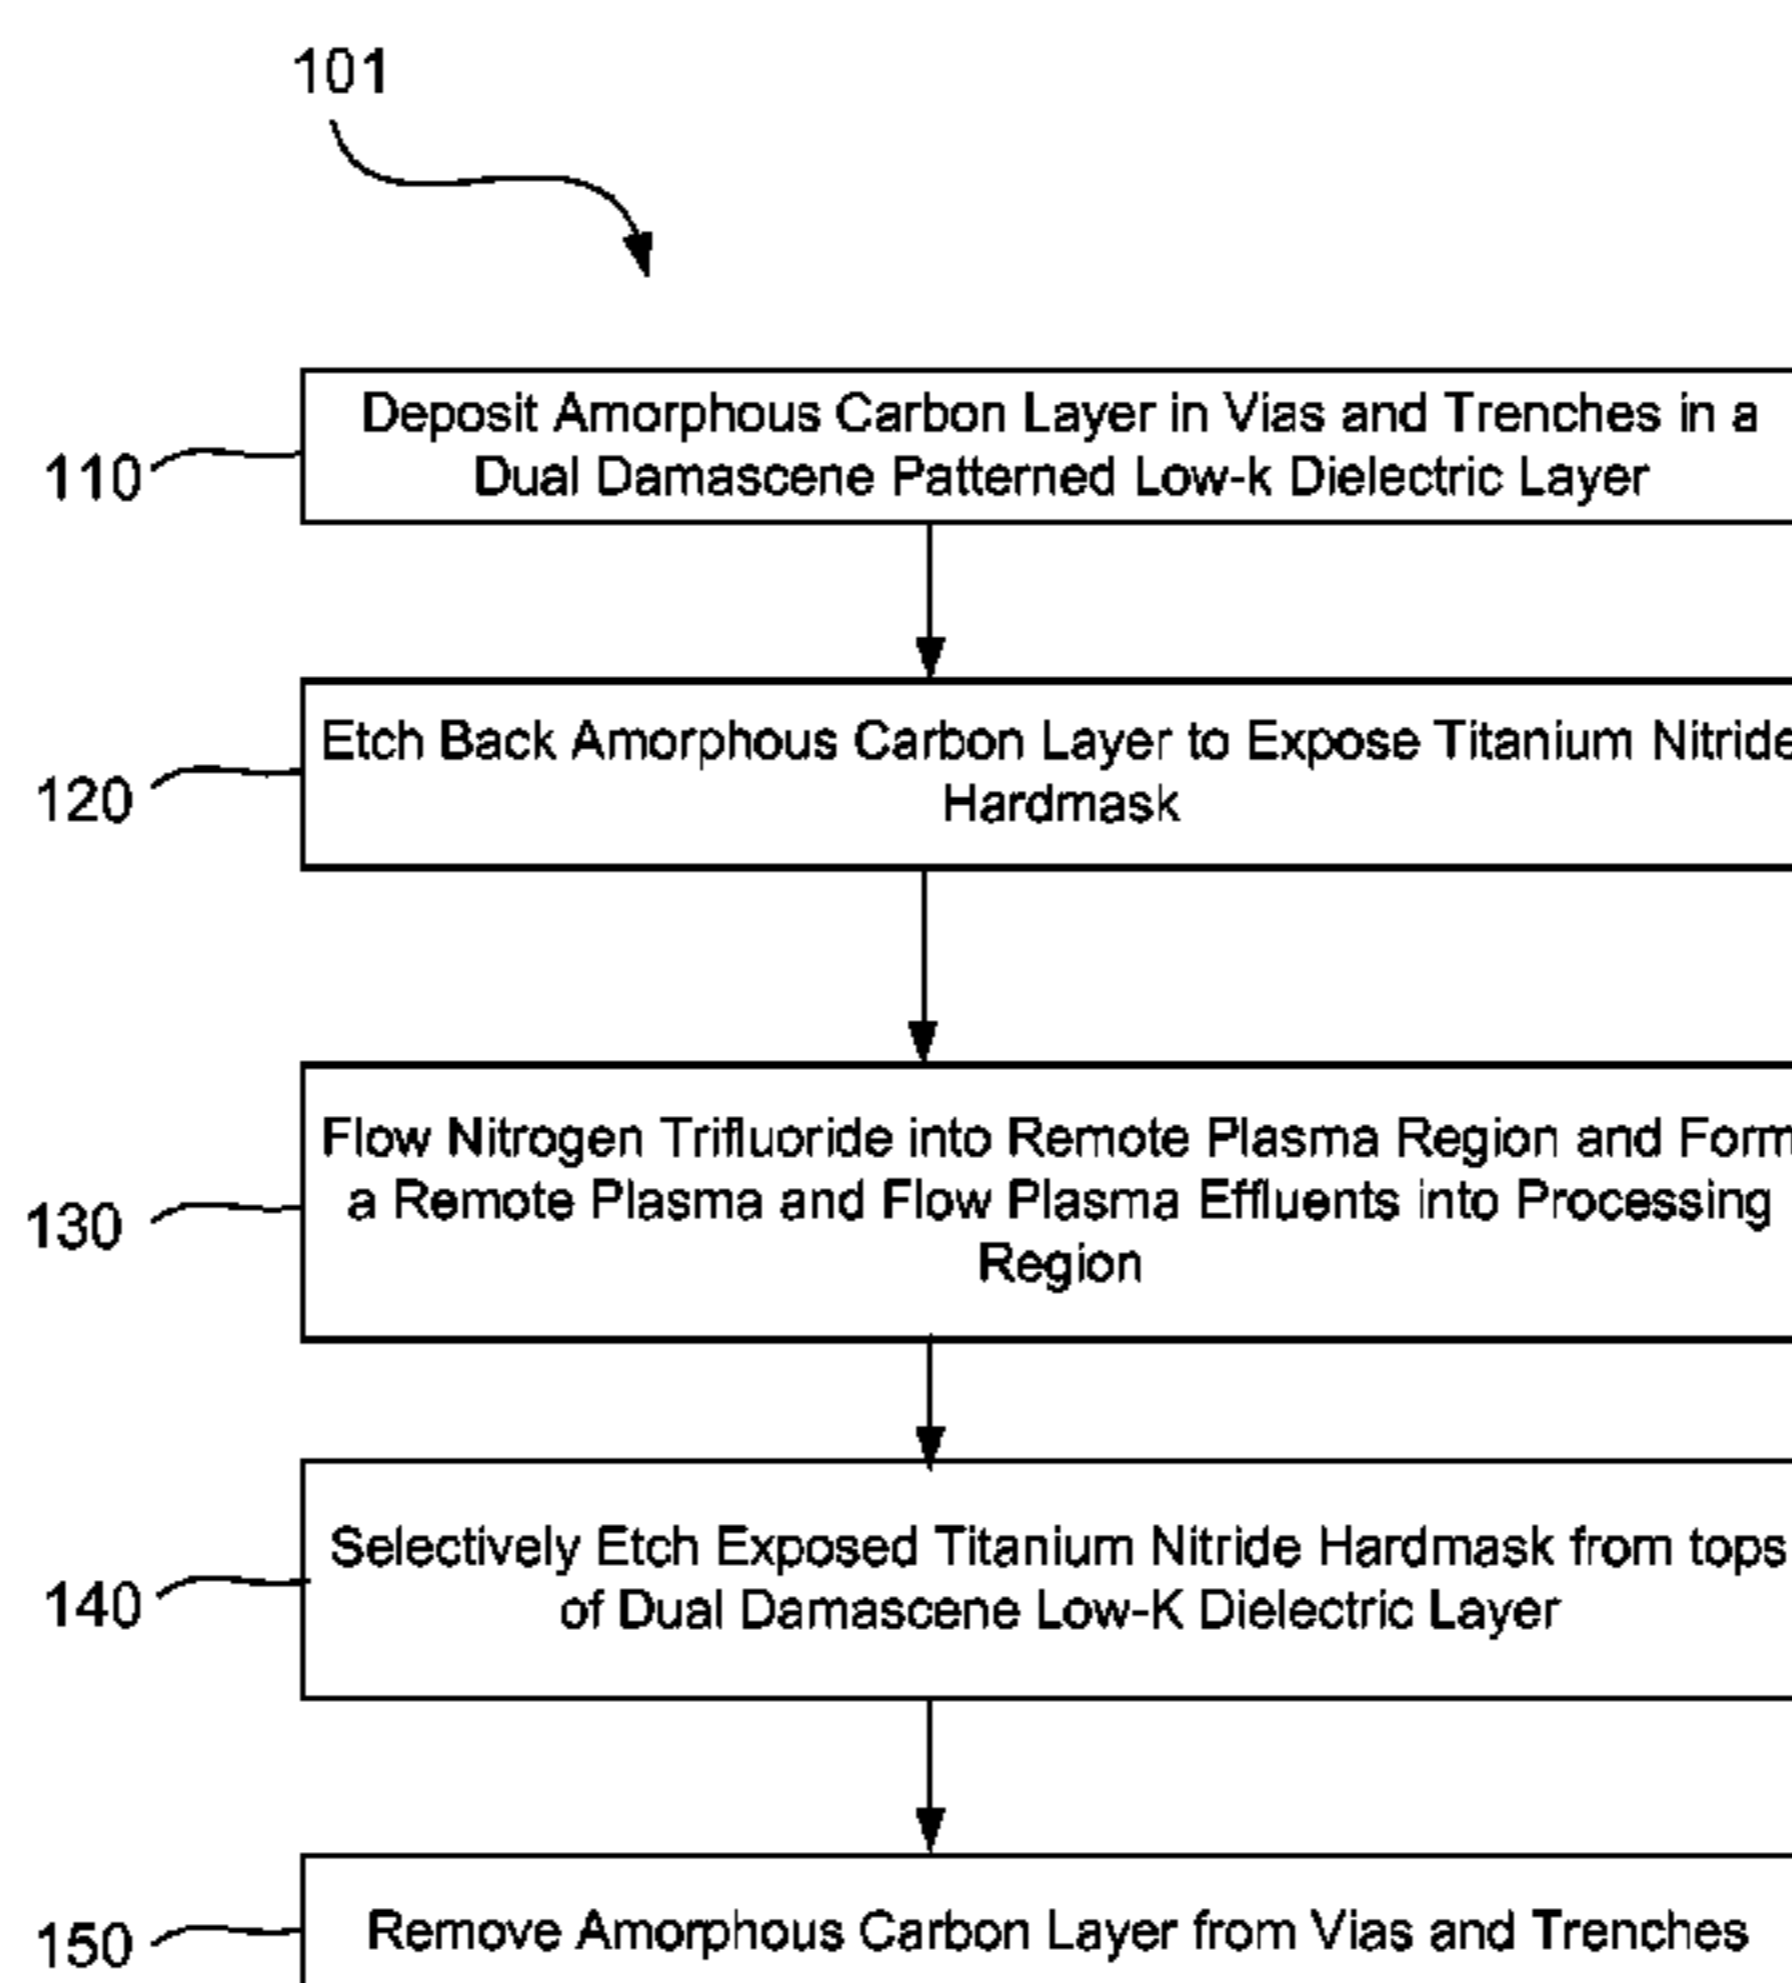 101
110
Deposit Amorphous Carbon Layer in Vias and Trenches in a
Dual Damascene Patterned Low-k Dielectric Layer
120
Etch Back Amorphous Carbon Layer to Expose Titanium Nitride
Hardmask
130
Flow Nitrogen Trifluoride into Remote Plasma Region and Form
a Remote Plasma and Flow Plasma Effluents into Processing
Region
140
Selectively Etch Exposed Titanium Nitride Hardmask from tops
of Dual Damascene Low-K Dielectric Layer
150
Remove Amorphous Carbon Layer from Vias and Trenches